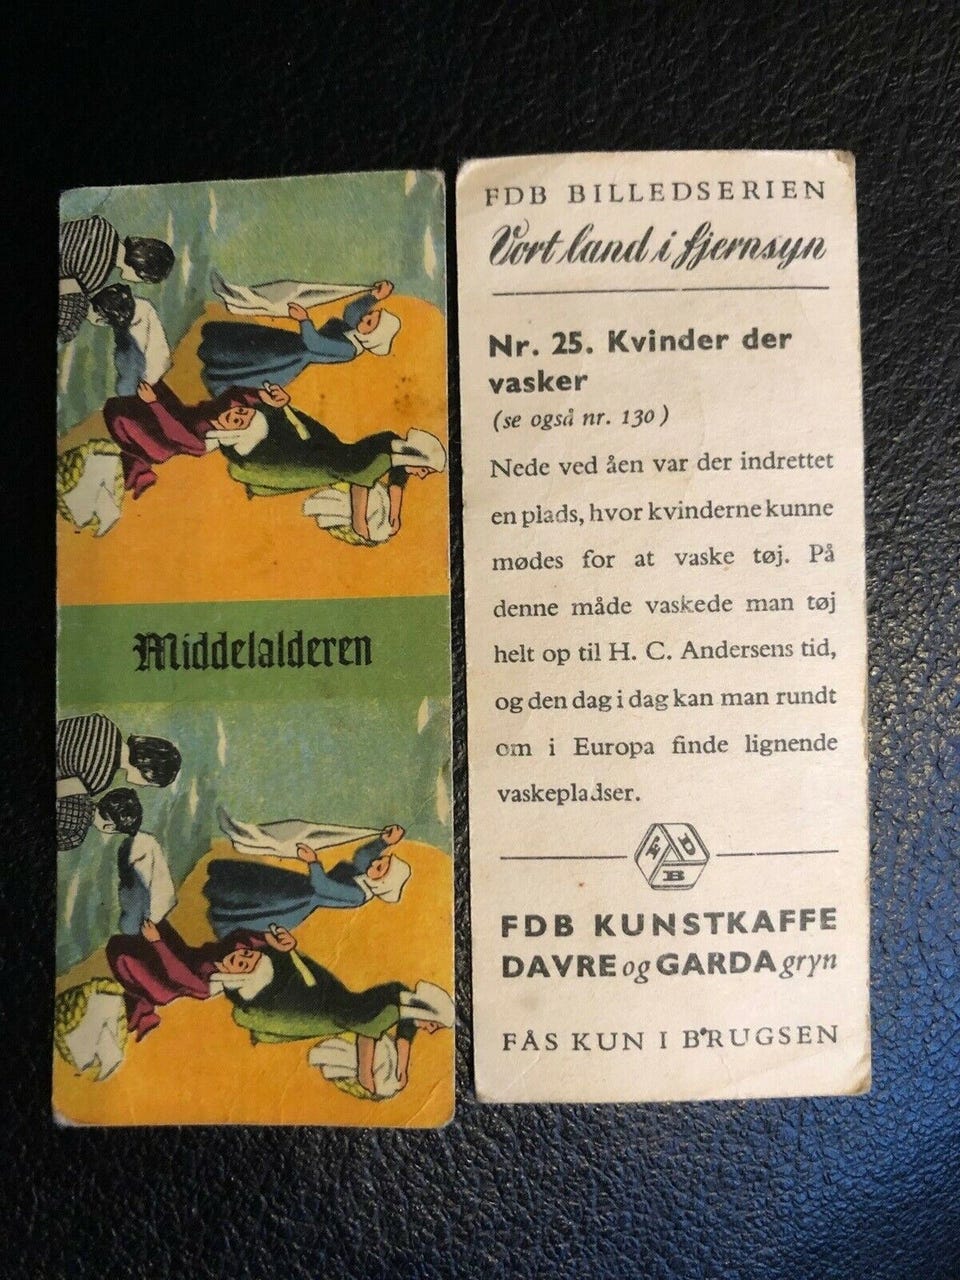 Middelalderen
FDB BILLEDSERIEN
Vort land i fjernsyn
Nr. 25. Kvinder der
vasker
(se også nr. 130)
Nede ved åen var der indrettet
en plads, hvor kvinderne kunne
mødes for at vaske tøj. På
denne måde vaskede man tøj
helt op til H. C. Andersens tid,
og den dag i dag kan man rundt
om i Europa finde lignende
vaskepladser.
F D B
FDB KUNSTKAFFE
DAVRE og GARDA gryn
FÅS KUN I BRUGSEN